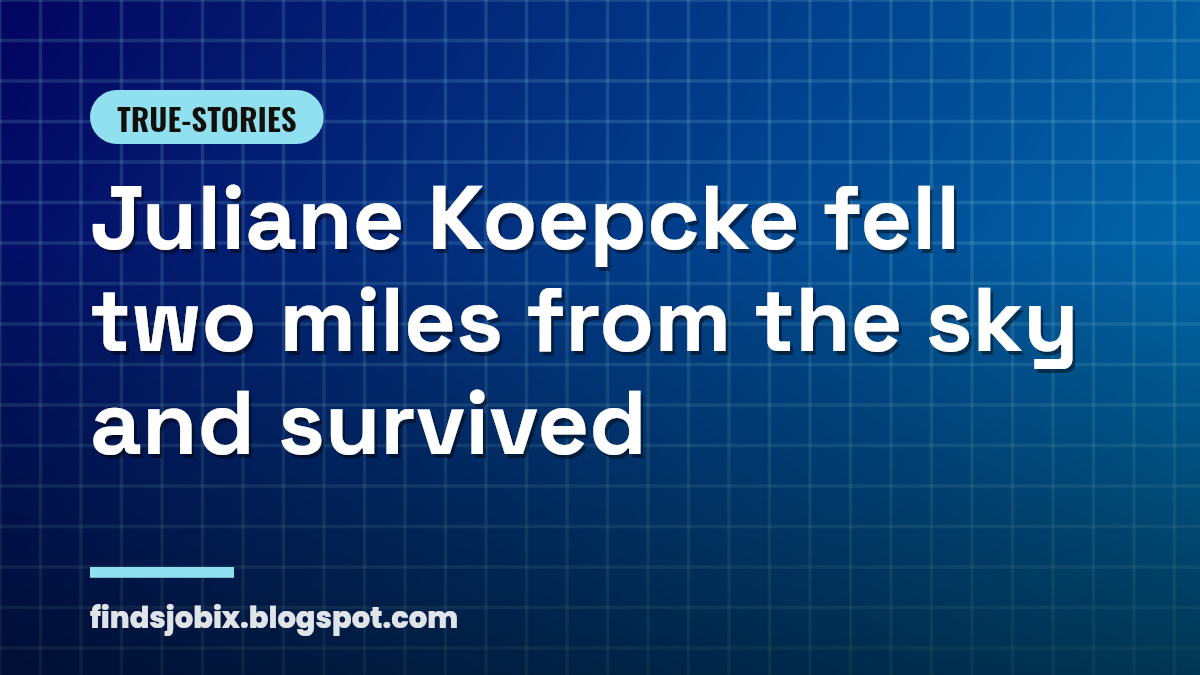 TRUE-STORIES
Juliane Koepcke fell
two miles from the sky
and survived
findsjobix.blogspot.com